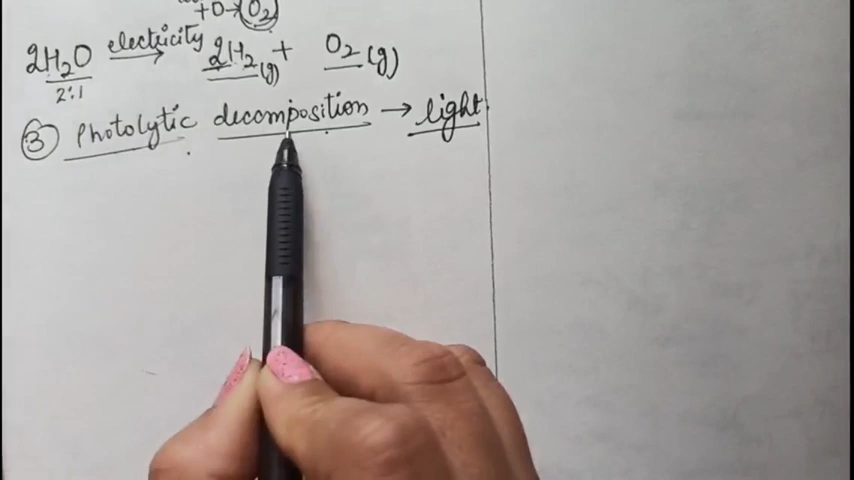 +O→O₂
2H₂O electricity→ 2H₂(g) + O₂(g)
2:1
③ Photolytic decomposition → light